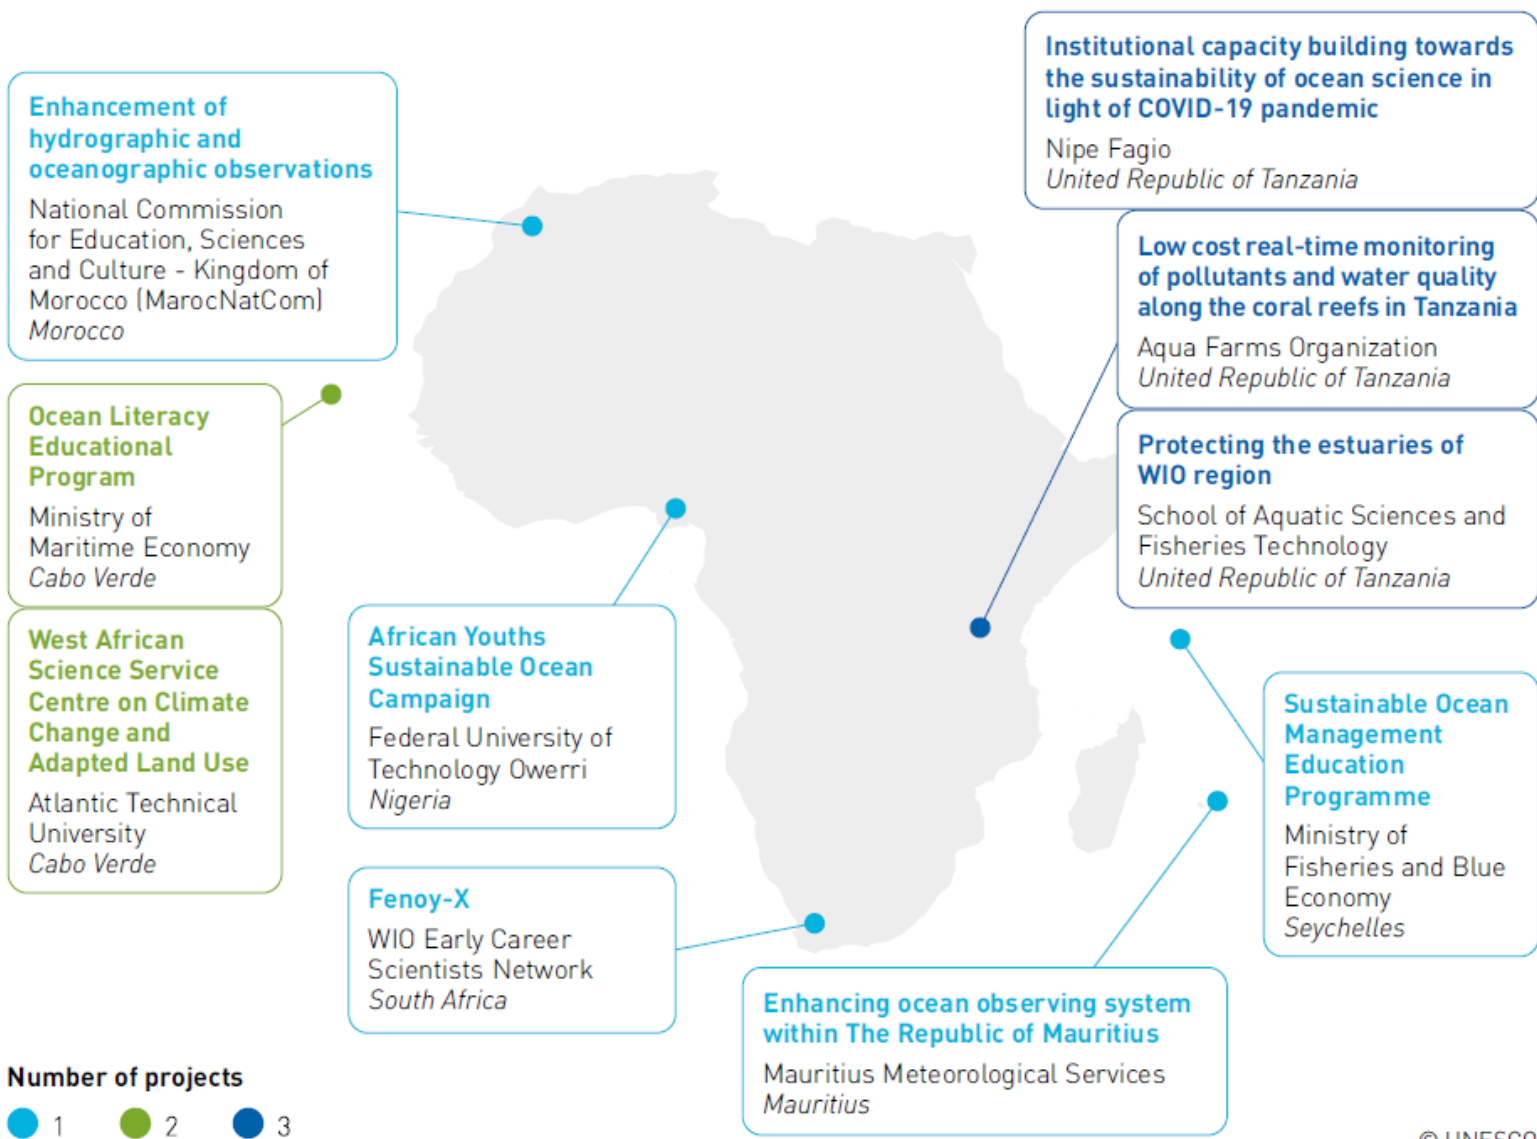 Enhancement of
hydrographic and
oceanographic observations
National Commission
for Education, Sciences
and Culture - Kingdom of
Morocco (MarocNatCom)
Morocco
Ocean Literacy
Educational
Program
Ministry of
Maritime Economy
Cabo Verde
West African
Science Service
Centre on Climate
Change and
Adapted Land Use
Atlantic Technical
University
Cabo Verde
African Youths
Sustainable Ocean
Campaign
Federal University of
Technology Owerri
Nigeria
Fenoy-X
WIO Early Career
Scientists Network
South Africa
Institutional capacity building towards
the sustainability of ocean science in
light of COVID-19 pandemic
Nipe Fagio
United Republic of Tanzania
Low cost real-time monitoring
of pollutants and water quality
along the coral reefs in Tanzania
Aqua Farms Organization
United Republic of Tanzania
Protecting the estuaries of
WIO region
School of Aquatic Sciences and
Fisheries Technology
United Republic of Tanzania
Sustainable Ocean
Management
Education
Programme
Ministry of
Fisheries and Blue
Economy
Seychelles
Enhancing ocean observing system
within The Republic of Mauritius
Mauritius Meteorological Services
Mauritius
Number of projects
1 2 3
© UNESCO